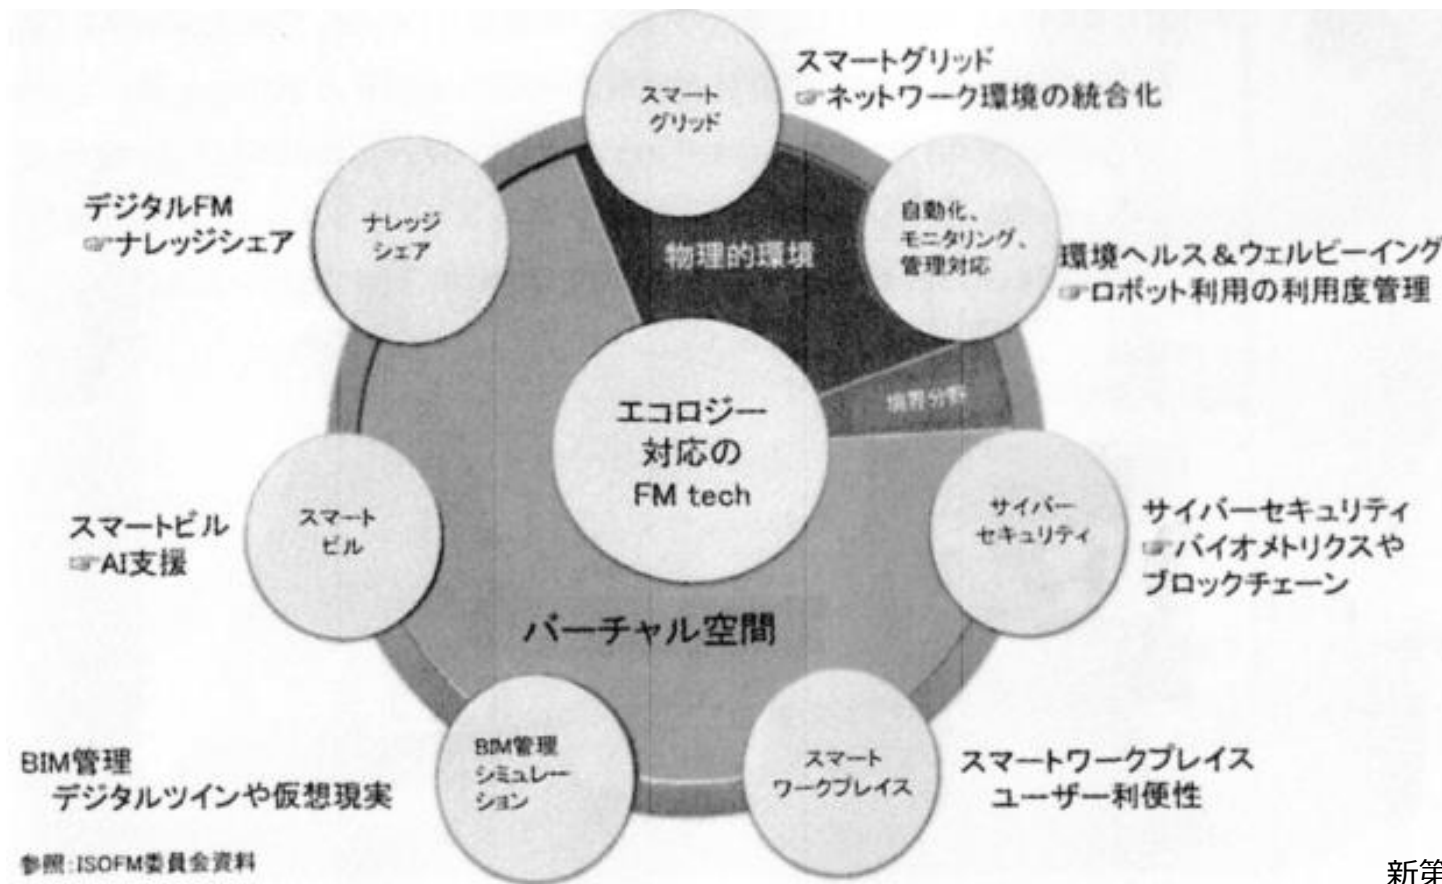 スマート
グリッド
スマートグリッド
☞ネットワーク環境の統合化
自動化、
モニタリング、
管理対応
環境ヘルス＆ウェルビーイング
☞ロボット利用の利用度管理
デジタルFM
☞ナレッジシェア
ナレッジ
シェア
物理的環境
境界分野
エコロジー
対応の
FM tech
スマートビル
☞AI支援
スマート
ビル
サイバー
セキュリティ
サイバーセキュリティ
☞バイオメトリクスや
ブロックチェーン
バーチャル空間
BIM管理
デジタルツインや仮想現実
BIM管理
シミュレー
ション
スマート
ワークプレイス
スマートワークプレイス
ユーザー利便性
参照:ISOFM委員会資料
新第